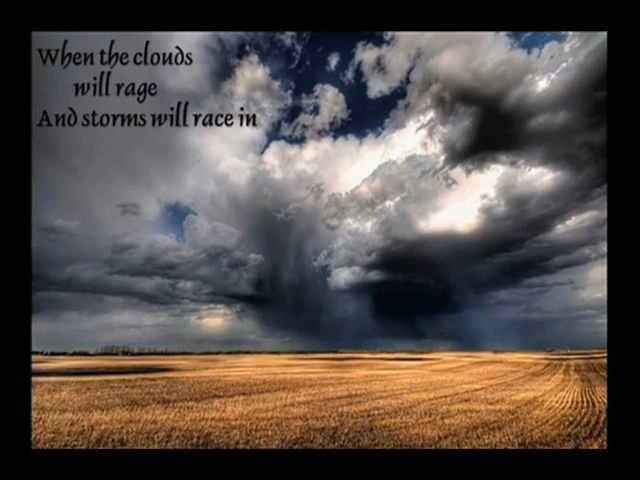 When the clouds
will rage
And storms will race in